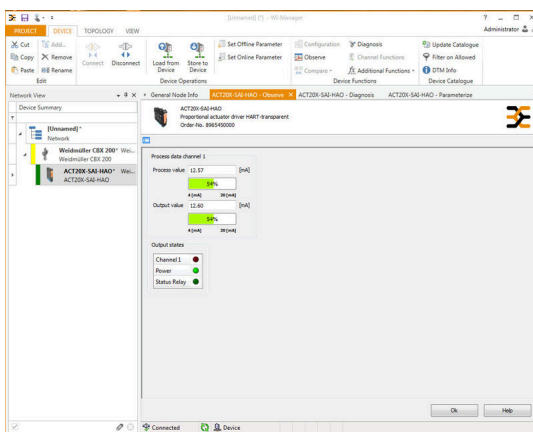 [Unnamed] (*) - WI-Manager
PROJECT DEVICE TOPOLOGY VIEW Administrator
Cut Add... Set Offline Parameter Configuration Diagnosis Update Catalogue
Copy Remove Connect Disconnect Load from Device Store to Device Set Online Parameter Observe Channel Functions Filter on Allowed
Paste Rename Compare Additional Functions DTM Info
Edit Device Operations Device Functions Device Catalogue
Network View General Node Info ACT20X-SAI-HAO - Observe ACT20X-SAI-HAO - Diagnosis ACT20X-SAI-HAO - Parameterize
Device Summary
ACT20X-SAI-HAO
Proportional actuator driver HART-transparent
Order-No. 8965450000
[Unnamed]*
Network
Weidmüller CBX 200* Wei...
Weidmüller CBX 200
ACT20X-SAI-HAO* Wei...
ACT20X-SAI-HAO
Process data channel 1
Process value 12.57 [mA]
54%
4 [mA] 20 [mA]
Output value 12.60 [mA]
54%
4 [mA] 20 [mA]
Output states
Channel 1
Power
Status Relay
Ok Help
Connected Device